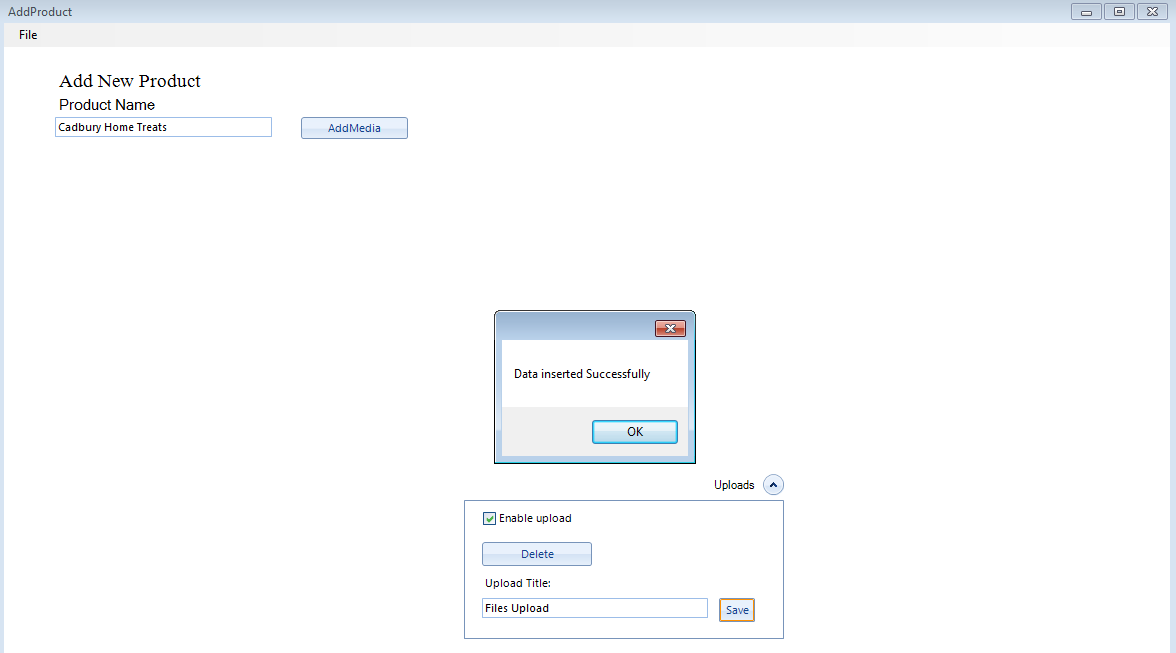 AddProduct
File
Add New Product
Product Name
Cadbury Home Treats
AddMedia
Data inserted Successfully
OK
Uploads
Enable upload
Delete
Upload Title:
Files Upload
Save